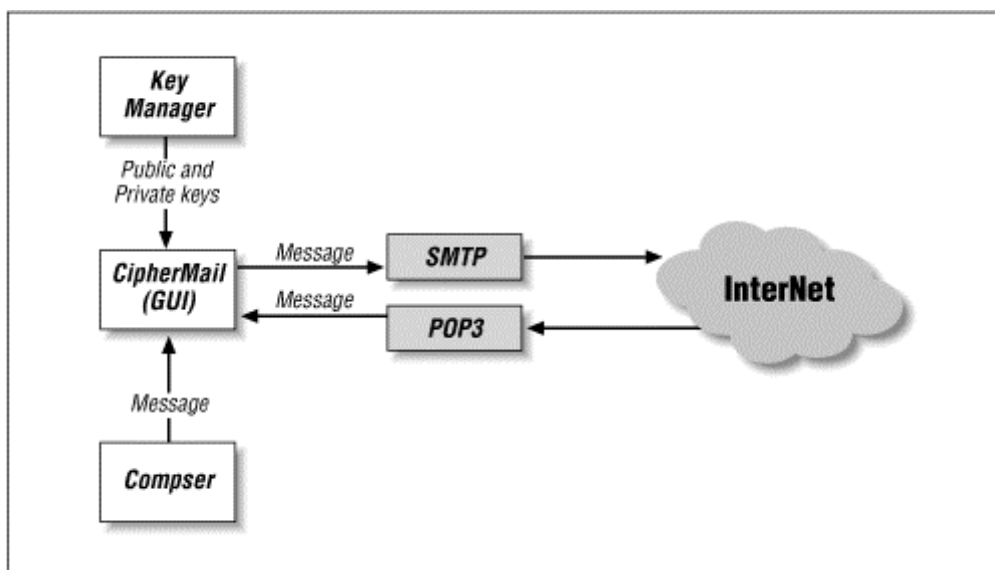 Key
Manager
Public and
Private keys
CipherMail
(GUI)
Message
SMTP
Message
POP3
InterNet
Message
Compser